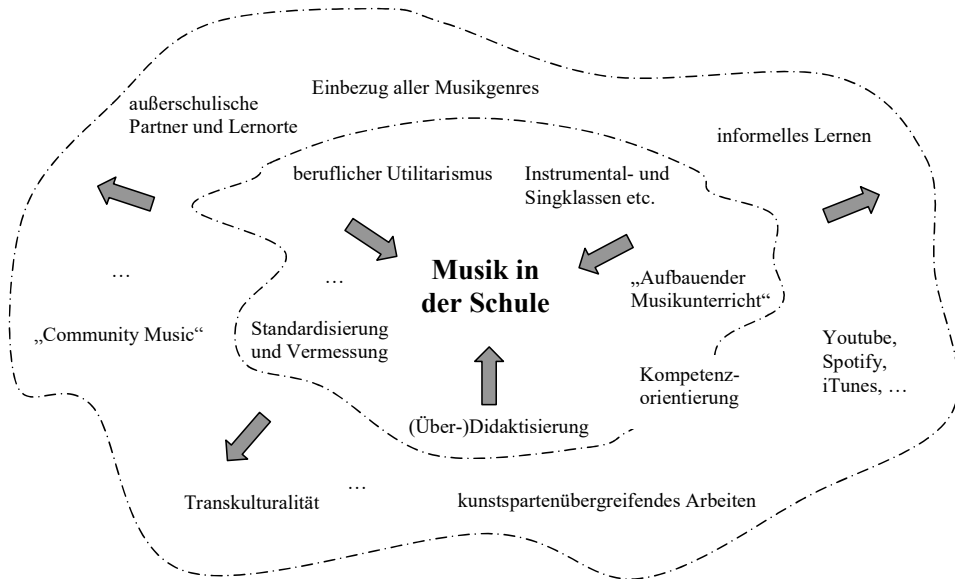 Einbezug aller Musikgenres
außerschulische
Partner und Lernorte
informelles Lernen
beruflicher Utilitarismus
Instrumental- und
Singklassen etc.
…
…
Musik in
der Schule
„Aufbauender
Musikunterricht“
„Community Music“
Standardisierung
und Vermessung
Youtube,
Spotify,
iTunes, …
Kompetenz-
orientierung
(Über-)Didaktisierung
Transkulturalität
…
kunstspartenübergreifendes Arbeiten